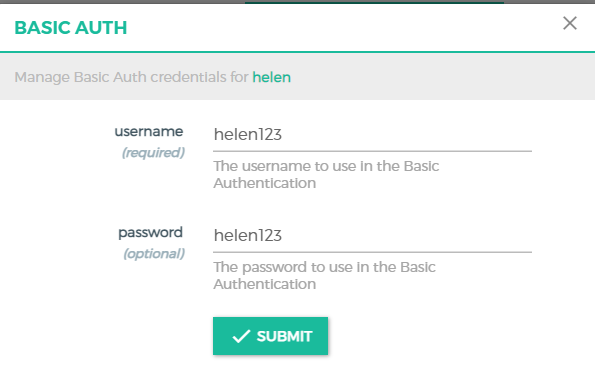 BASIC AUTH
Manage Basic Auth credentials for helen
username helen123
(required)
The username to use in the Basic
Authentication
password helen123
(optional)
The password to use in the Basic
Authentication
SUBMIT